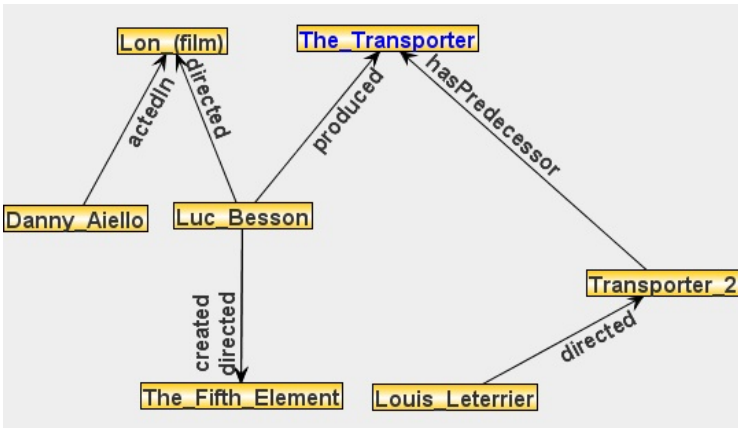 Lon_(film)
The_Transporter
actedIn
directed
produced
hasPredecessor
Danny_Aiello
Luc_Besson
Transporter_2
created
directed
directed
The_Fifth_Element
Louis_Leterrier